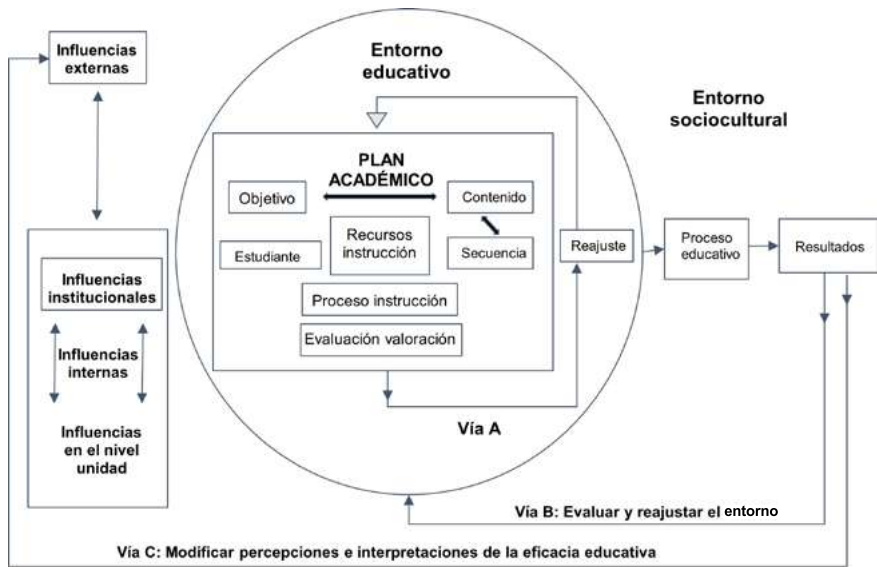 Influencias
externas
Entorno
educativo
Entorno
sociocultural
PLAN
ACADÉMICO
Objetivo
Contenido
Recursos
instrucción
Estudiante
Secuencia
Reajuste
Proceso
educativo
Resultados
Proceso instrucción
Evaluación valoración
Influencias
institucionales
Influencias
internas
Influencias
en el nivel
unidad
Vía A
Vía B: Evaluar y reajustar el entorno
Vía C: Modificar percepciones e interpretaciones de la eficacia educativa